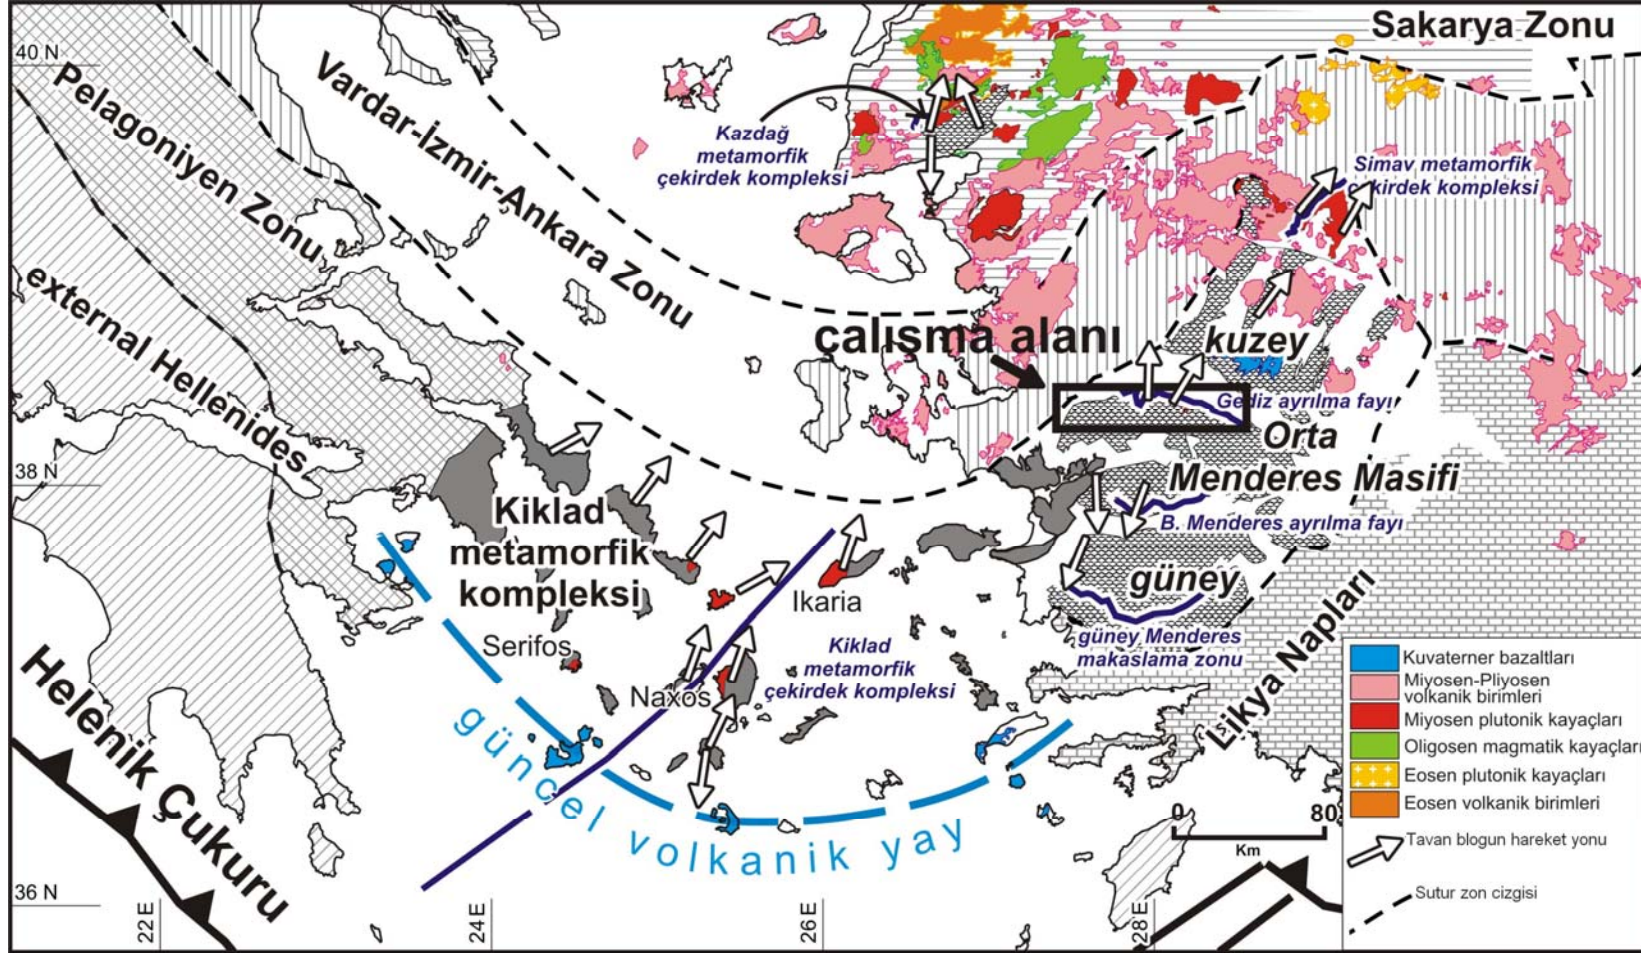 Sakarya Zonu
40 N
Vardar-İzmir-Ankara Zonu
Pelagoniyen Zonu
Kazdağ
metamorfik
çekirdek kompleksi
Simav metamorfik
çekirdek kompleksi
external Hellenides
çalısma alanı
kuzey
Gediz ayrılma fayı
Orta
Menderes Masifi
38 N
Kiklad
metamorfik
kompleksi
B. Menderes ayrılma fayı
güney
Ikaria
Serifos
Naxos
Kiklad
metamorfik
çekirdek kompleksi
güney Menderes
makaslama zonu
Likya Napları
Helenik Çukuru
güncel volkanik yay
Kuvaterner bazaltları
Miyosen-Pliyosen
volkanik birimleri
Miyosen plutonik kayaçları
Oligosen magmatik kayaçları
Eosen plutonik kayaçları
Eosen volkanik birimleri
Tavan blogun hareket yonu
Sutur zon cizgisi
0 80
Km
36 N
22 E
24 E
26 E
28 E